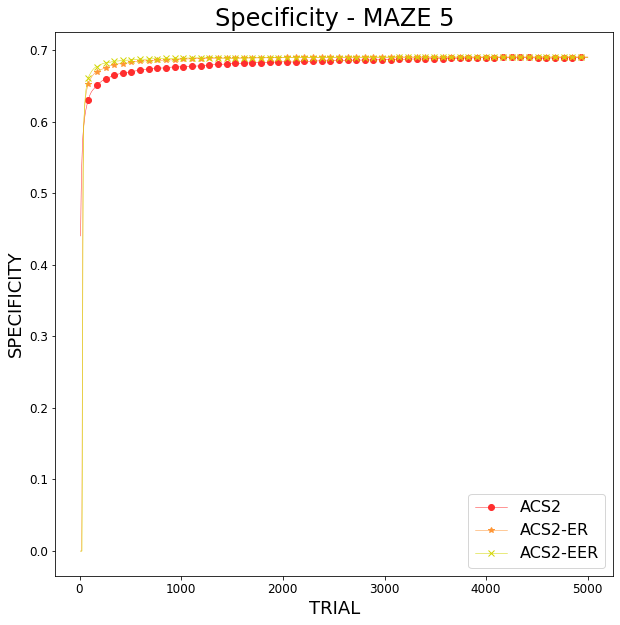 Specificity - MAZE 5
0.7
0.6
0.5
0.4
0.3
0.2
0.1
0.0
SPECIFICITY
ACS2
ACS2-ER
ACS2-EER
0 1000 2000 3000 4000 5000
TRIAL